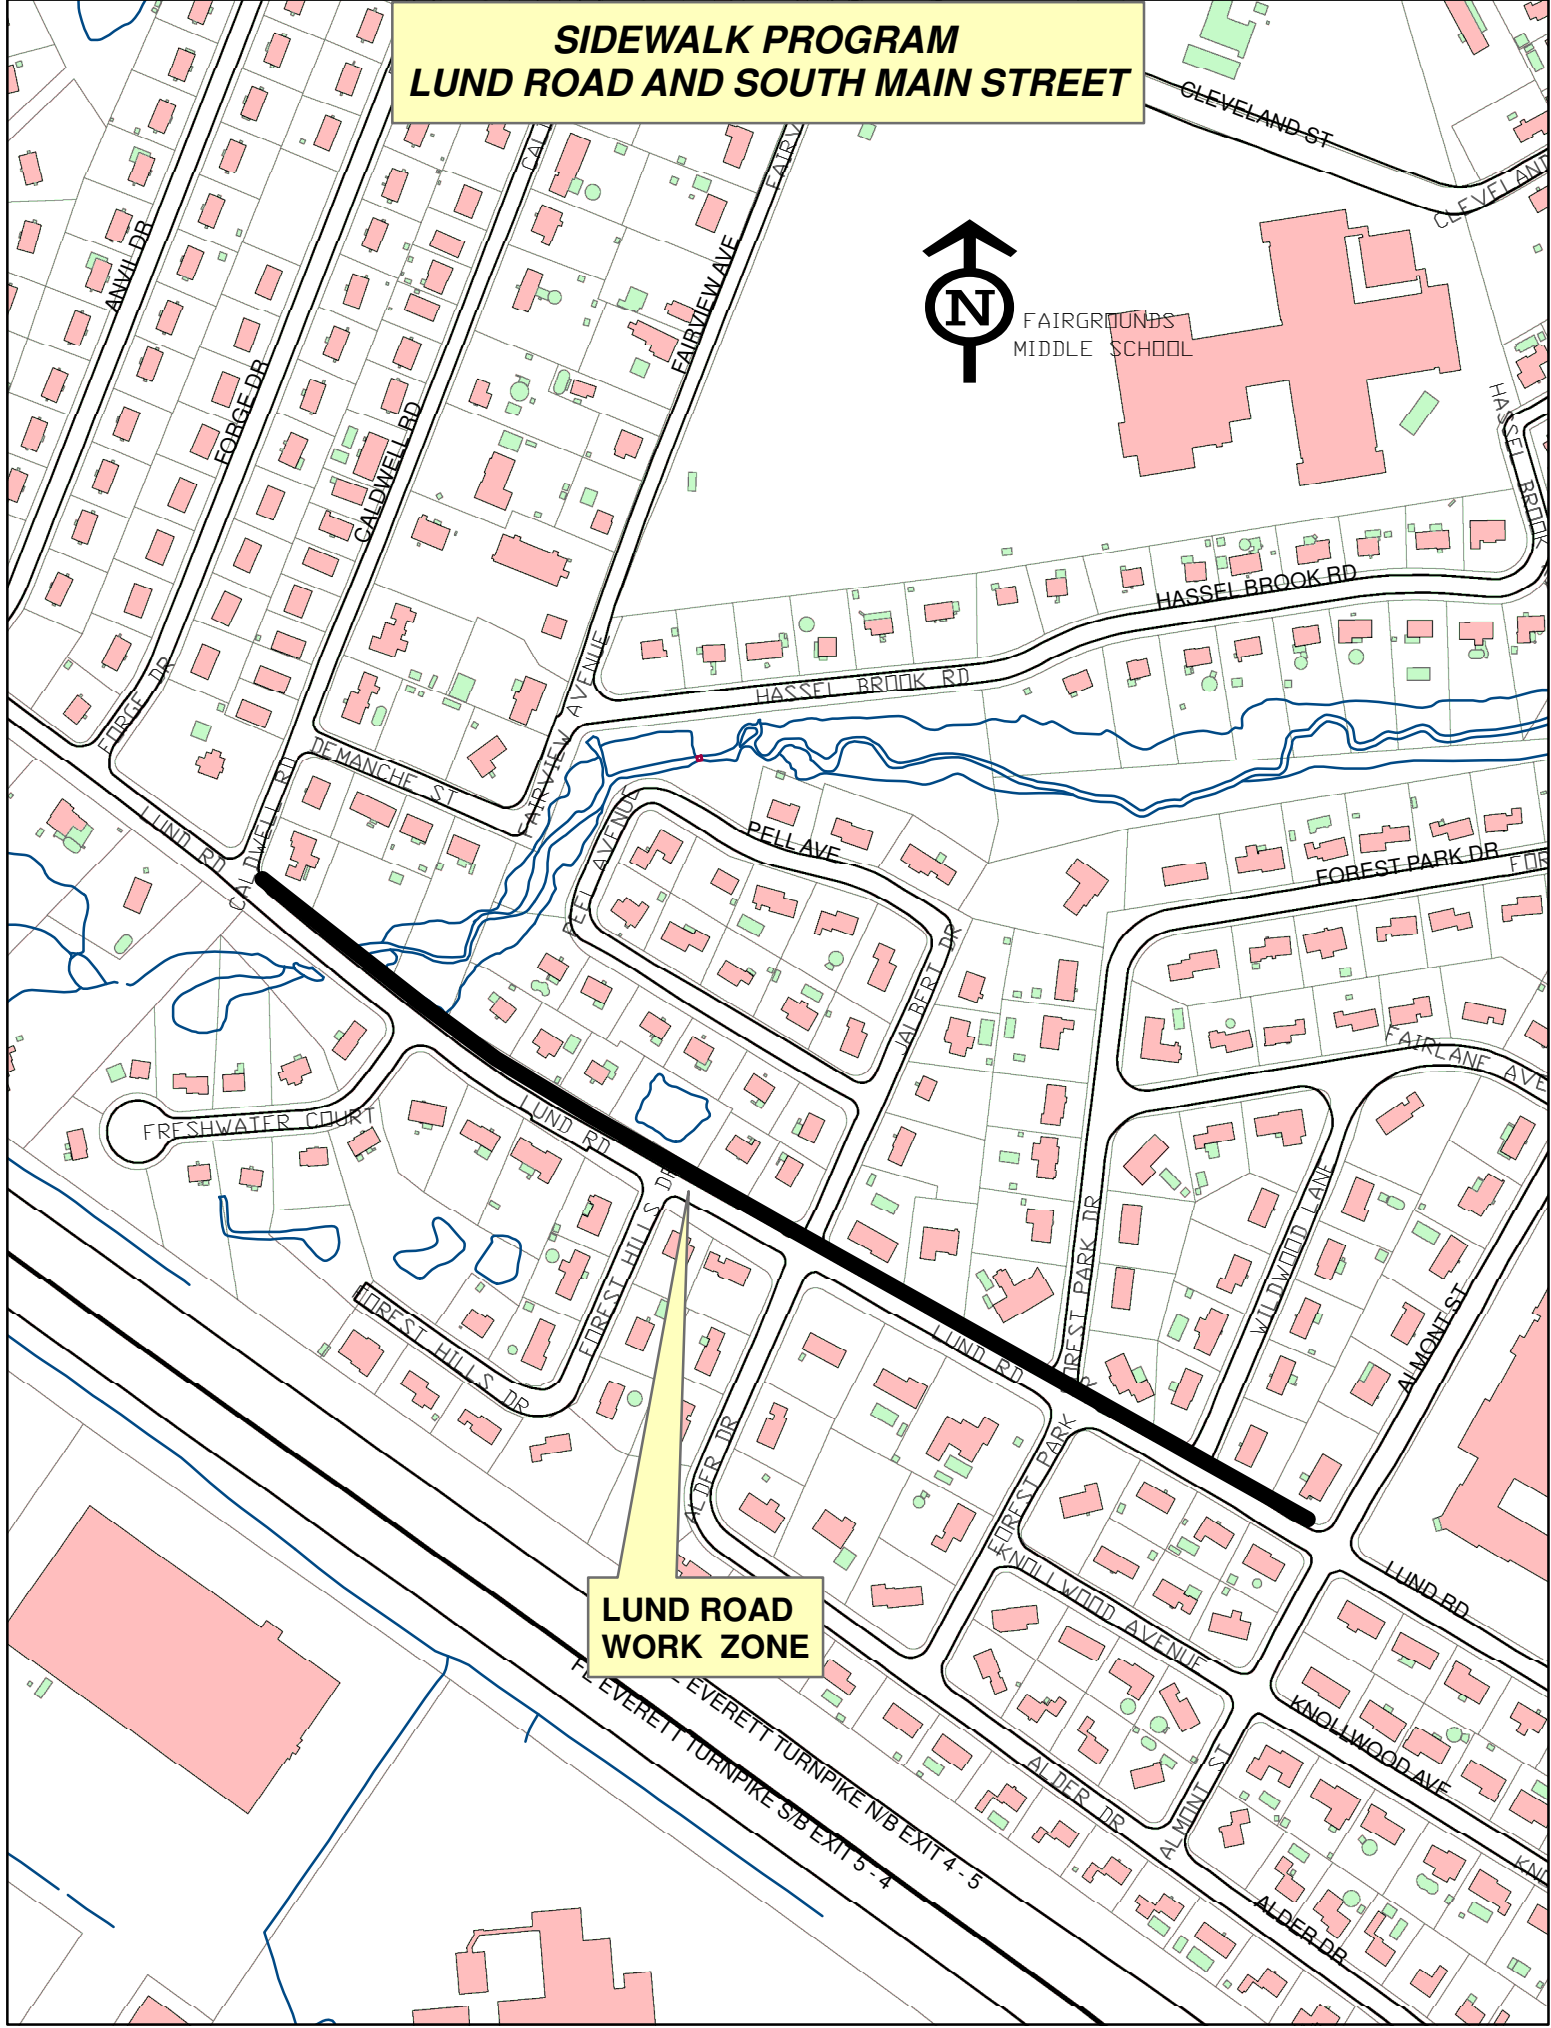 SIDEWALK PROGRAM
LUND ROAD AND SOUTH MAIN STREET
CLEVELAND ST
CLEVELAND
FAIRV
CAL
ANVIL DR
FAIRVIEW AVE
N
FAIRGROUNDS
MIDDLE SCHOOL
FORGE DR
CALDWELL RD
HASSEL BROOK
HASSEL BROOK RD
HASSEL BROOK RD
FORGE DR
FAIRVIEW AVENUE
DEMANCHE ST
LUND RD
CALDWELL RD
PELL AVE
PELL AVENUE
FOREST PARK DR
FOR
JALBERT DR
FAIRLANE AVE
FRESHWATER COURT
LUND RD
FOREST HILLS DR
FOREST HILLS DR
WILDWOOD LANE
FOREST PARK DR
ALMONT ST
LUND RD
ALDER DR
FOREST PARK
KNOLLWOOD AVENUE
LUND RD
LUND ROAD
WORK ZONE
FE EVERETT TURNPIKE S/B EXIT 5 - 4
E EVERETT TURNPIKE N/B EXIT 4 - 5
KNOLLWOOD AVE
ALDER DR
ALMONT ST
KNO
ALDER DR